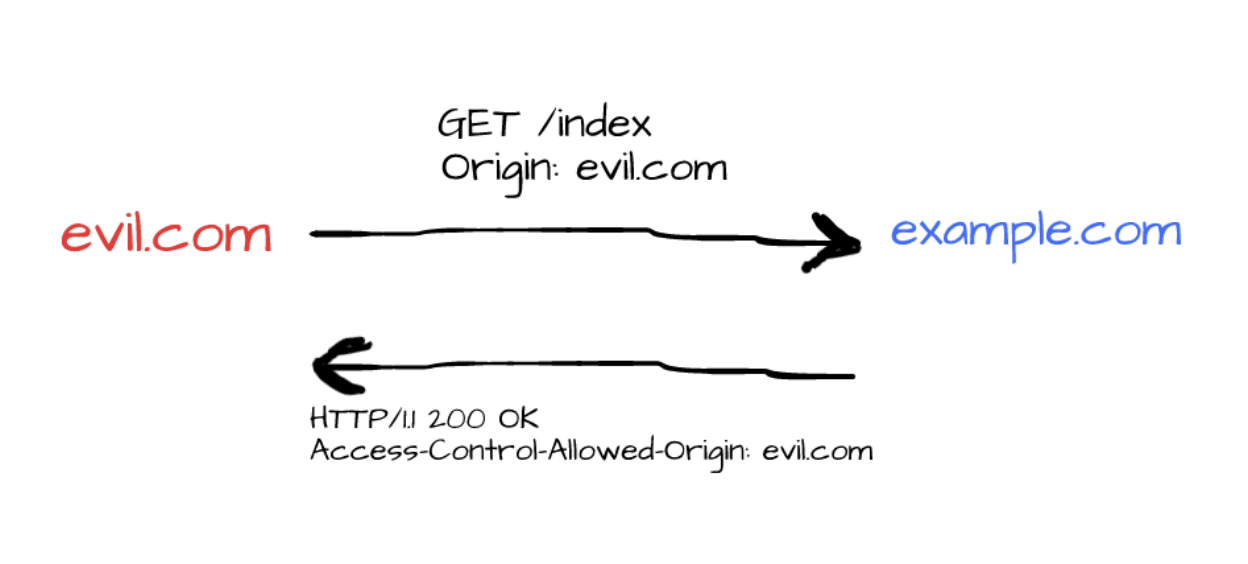 GET /index
Origin: evil.com
evil.com
example.com
HTTP/1.1 200 OK
Access-Control-Allowed-Origin: evil.com